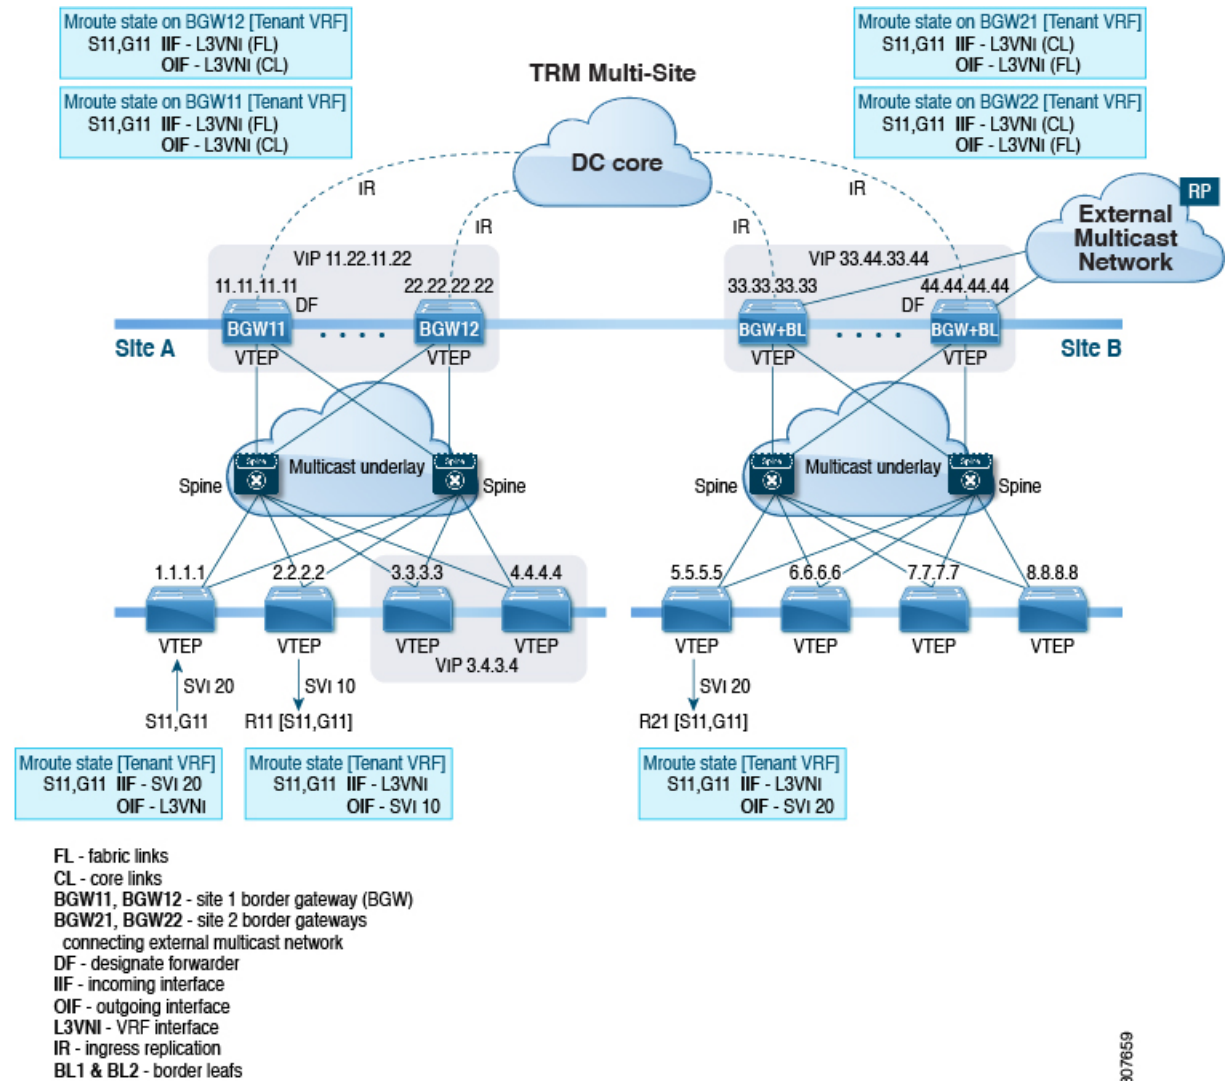 Mroute state on BGW12 [Tenant VRF]
S11,G11 IIF - L3VNI (FL)
OIF - L3VNI (CL)
Mroute state on BGW11 [Tenant VRF]
S11,G11 IIF - L3VNI (FL)
OIF - L3VNI (CL)
TRM Multi-Site
DC core
Mroute state on BGW21 [Tenant VRF]
S11,G11 IIF - L3VNI (CL)
OIF - L3VNI (FL)
Mroute state on BGW22 [Tenant VRF]
S11,G11 IIF - L3VNI (CL)
OIF - L3VNI (FL)
IR
IR
IR
IR
RP
External
Multicast
Network
VIP 11.22.11.22
VIP 33.44.33.44
11.11.11.11
22.22.22.22
33.33.33.33
44.44.44.44
DF
DF
BGW11
BGW12
BGW+BL
BGW+BL
Site A
Site B
VTEP
VTEP
VTEP
VTEP
Spine
Spine
Spine
Spine
Multicast underlay
Multicast underlay
Spine
Spine
Spine
Spine
1.1.1.1
2.2.2.2
3.3.3.3
4.4.4.4
5.5.5.5
6.6.6.6
7.7.7.7
8.8.8.8
VTEP
VTEP
VTEP
VTEP
VTEP
VTEP
VTEP
VTEP
VIP 3.4.3.4
SVI 20
SVI 10
SVI 20
S11,G11
R11 [S11,G11]
R21 [S11,G11]
Mroute state [Tenant VRF]
S11,G11 IIF - SVI 20
OIF - L3VNI
Mroute state [Tenant VRF]
S11,G11 IIF - L3VNI
OIF - SVI 10
Mroute state [Tenant VRF]
S11,G11 IIF - L3VNI
OIF - SVI 20
FL - fabric links
CL - core links
BGW11, BGW12 - site 1 border gateway (BGW)
BGW21, BGW22 - site 2 border gateways
connecting external multicast network
DF - designate forwarder
IIF - incoming interface
OIF - outgoing interface
L3VNI - VRF interface
IR - ingress replication
BL1 & BL2 - border leafs